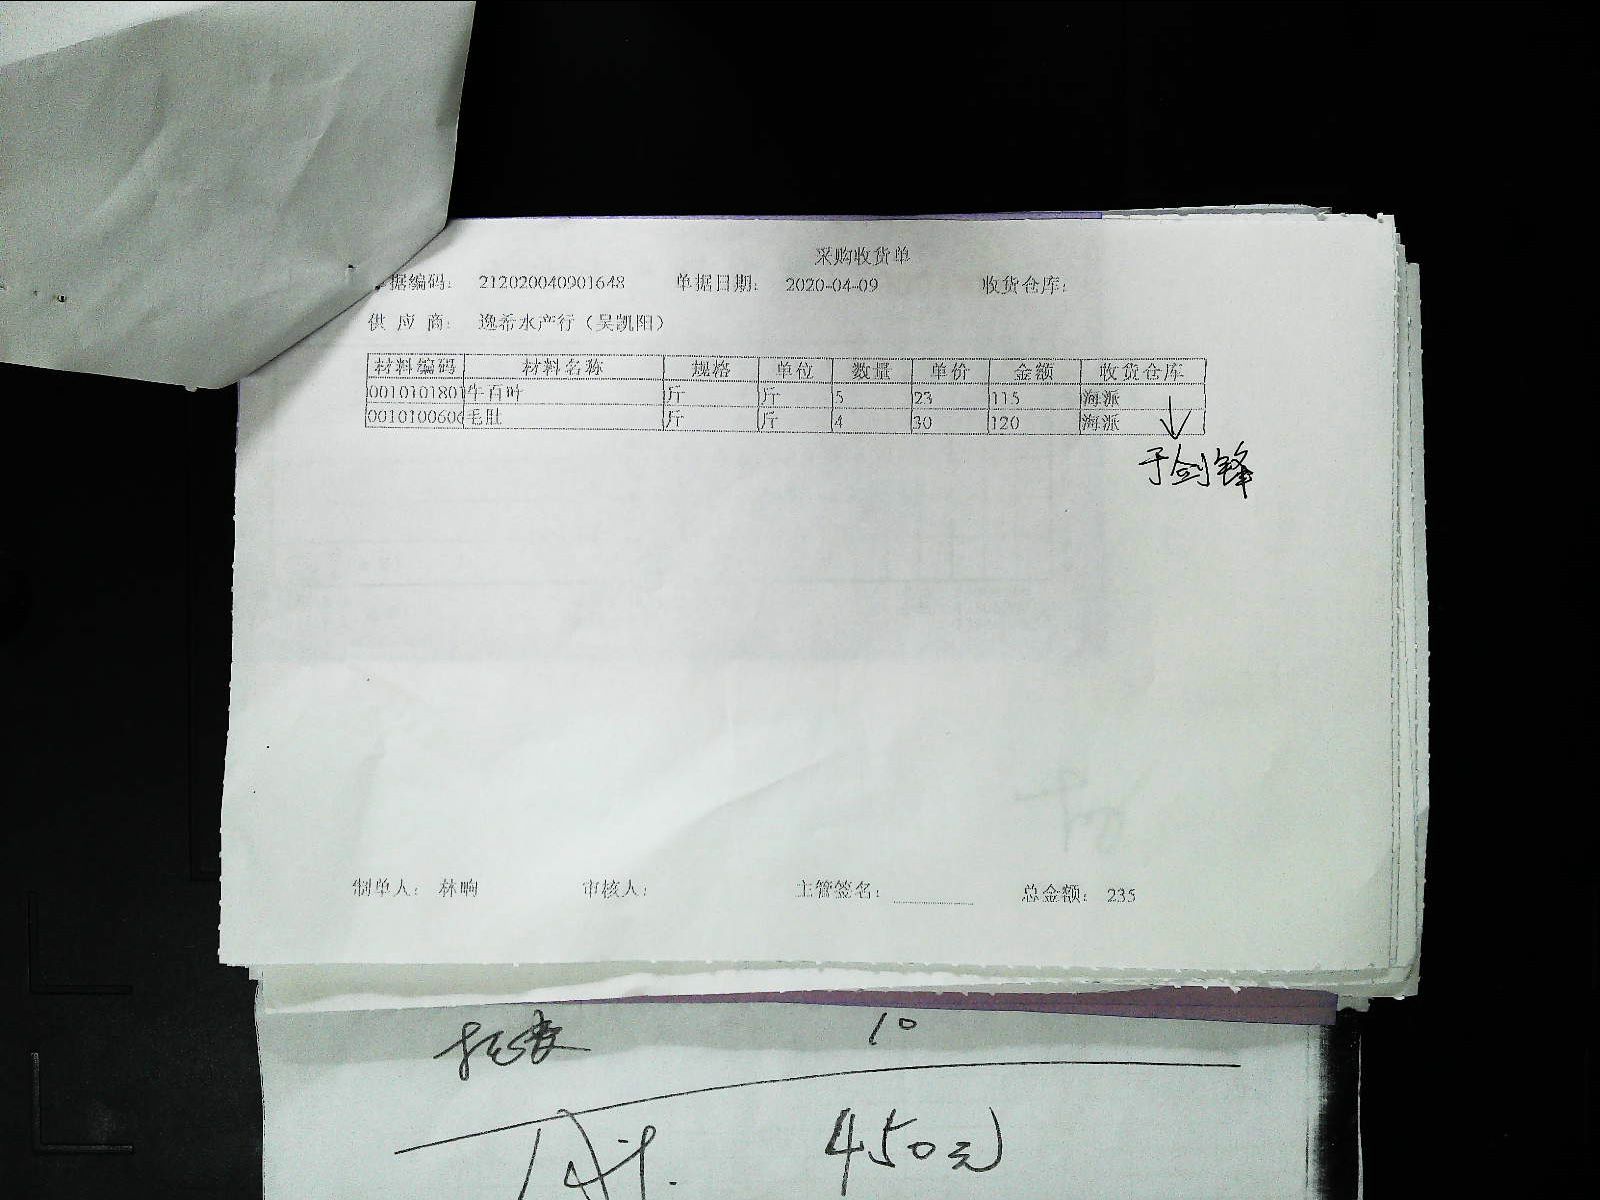 采购收货单
据编码： 212020040901648 单据日期： 2020-04-09 收货仓库：
供 应 商： 逸希水产行（吴凯阳）
材料编码 材料名称 规格 单位 数量 单价 金额 收货仓库
0010101801 牛百叶 斤 斤 5 23 115 海派
001010060 毛肚 斤 斤 4 30 120 海派
于剑锋
制单人： 林晌 审核人： 主管签名： 总金额： 235
10
450元